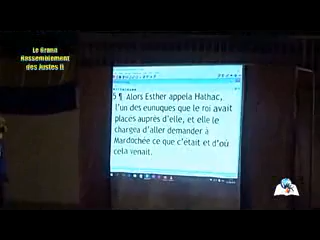 Le Grand
Rassemblement
des Justes II
5 ¶ Alors Esther appela Hathac,
l'un des eunuques que le roi avait
placés auprès d'elle, et elle le
chargea d'aller demander à
Mardochée ce que c'était et d'où
cela venait.